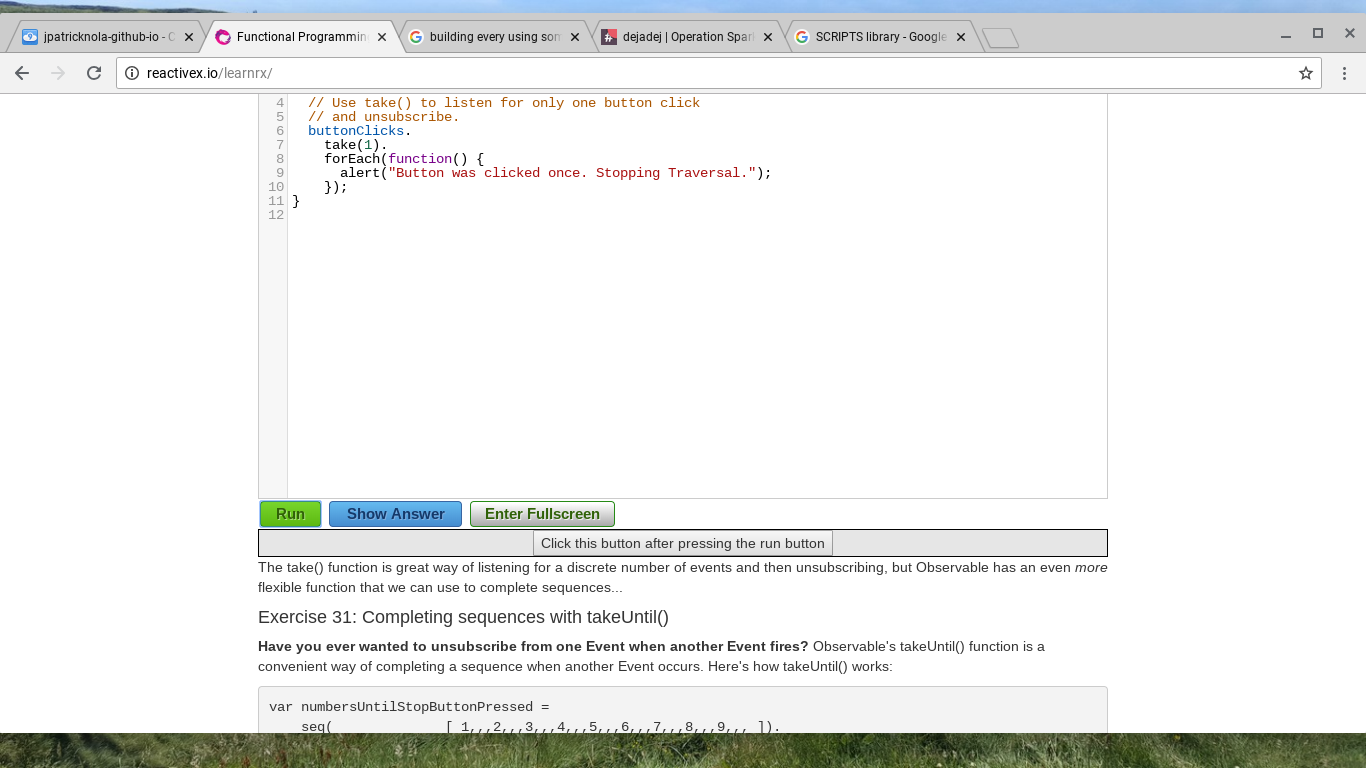 jpatricknola-github-io - C
Functional Programming
building every using som
dejadej | Operation Spark
SCRIPTS library - Google
reactivex.io/learnrx/
4 // Use take() to listen for only one button click
5 // and unsubscribe.
6 buttonClicks.
7 take(1).
8 forEach(function() {
9 alert("Button was clicked once. Stopping Traversal.");
10 });
11 }
12
Run Show Answer Enter Fullscreen
Click this button after pressing the run button
The take() function is great way of listening for a discrete number of events and then unsubscribing, but Observable has an even more
flexible function that we can use to complete sequences...
Exercise 31: Completing sequences with takeUntil()
Have you ever wanted to unsubscribe from one Event when another Event fires? Observable's takeUntil() function is a
convenient way of completing a sequence when another Event occurs. Here's how takeUntil() works:
var numbersUntilStopButtonPressed =
seq( [ 1,,,2,,,3,,,4,,,5,,,6,,,7,,,8,,,9,,, ]).